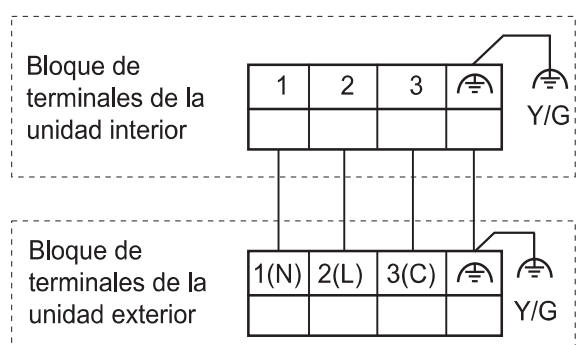 Bloque de
terminales de la
unidad interior
1 2 3
Y/G
Bloque de
terminales de la
unidad exterior
1(N) 2(L) 3(C)
Y/G